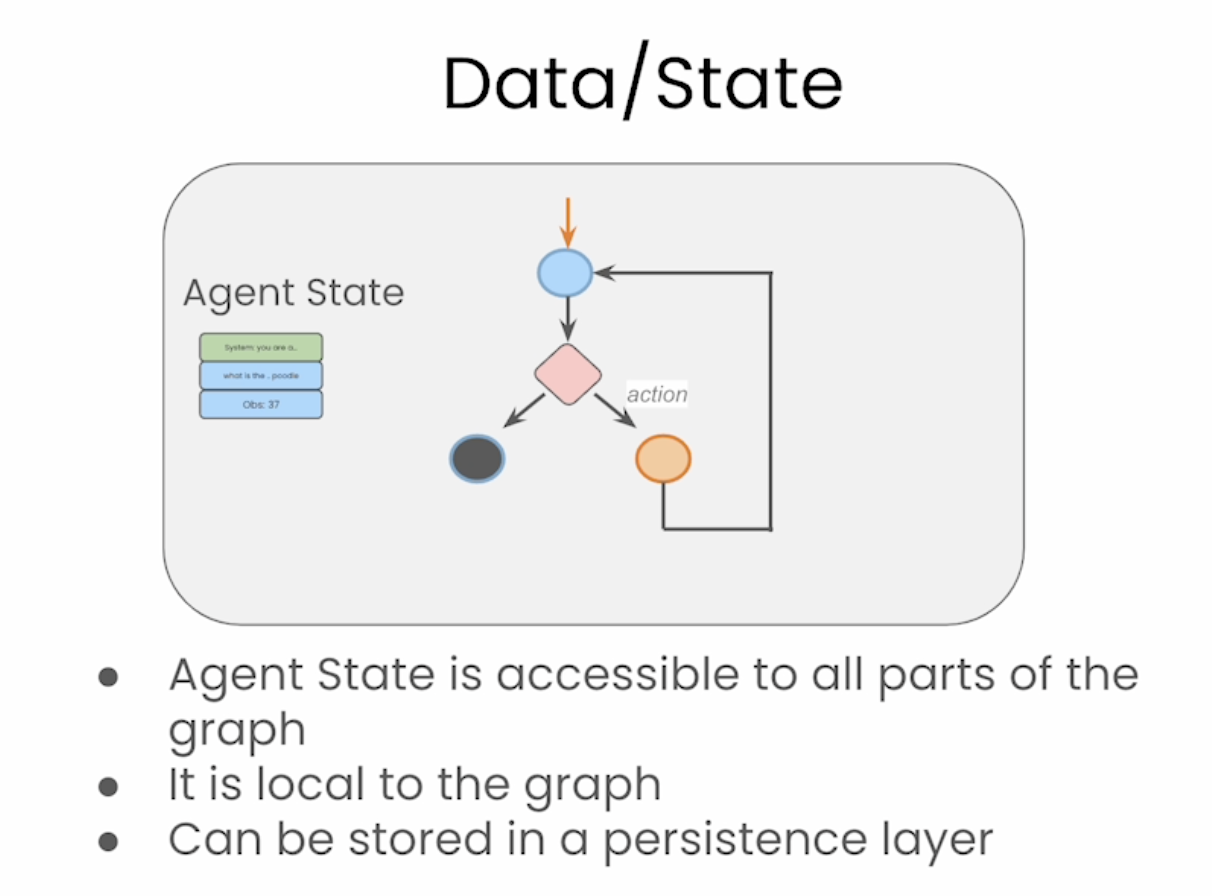 Data/State
Agent State
System: you are a..
what is the .. poodle
Obs: 37
action
● Agent State is accessible to all parts of the
graph
● It is local to the graph
● Can be stored in a persistence layer